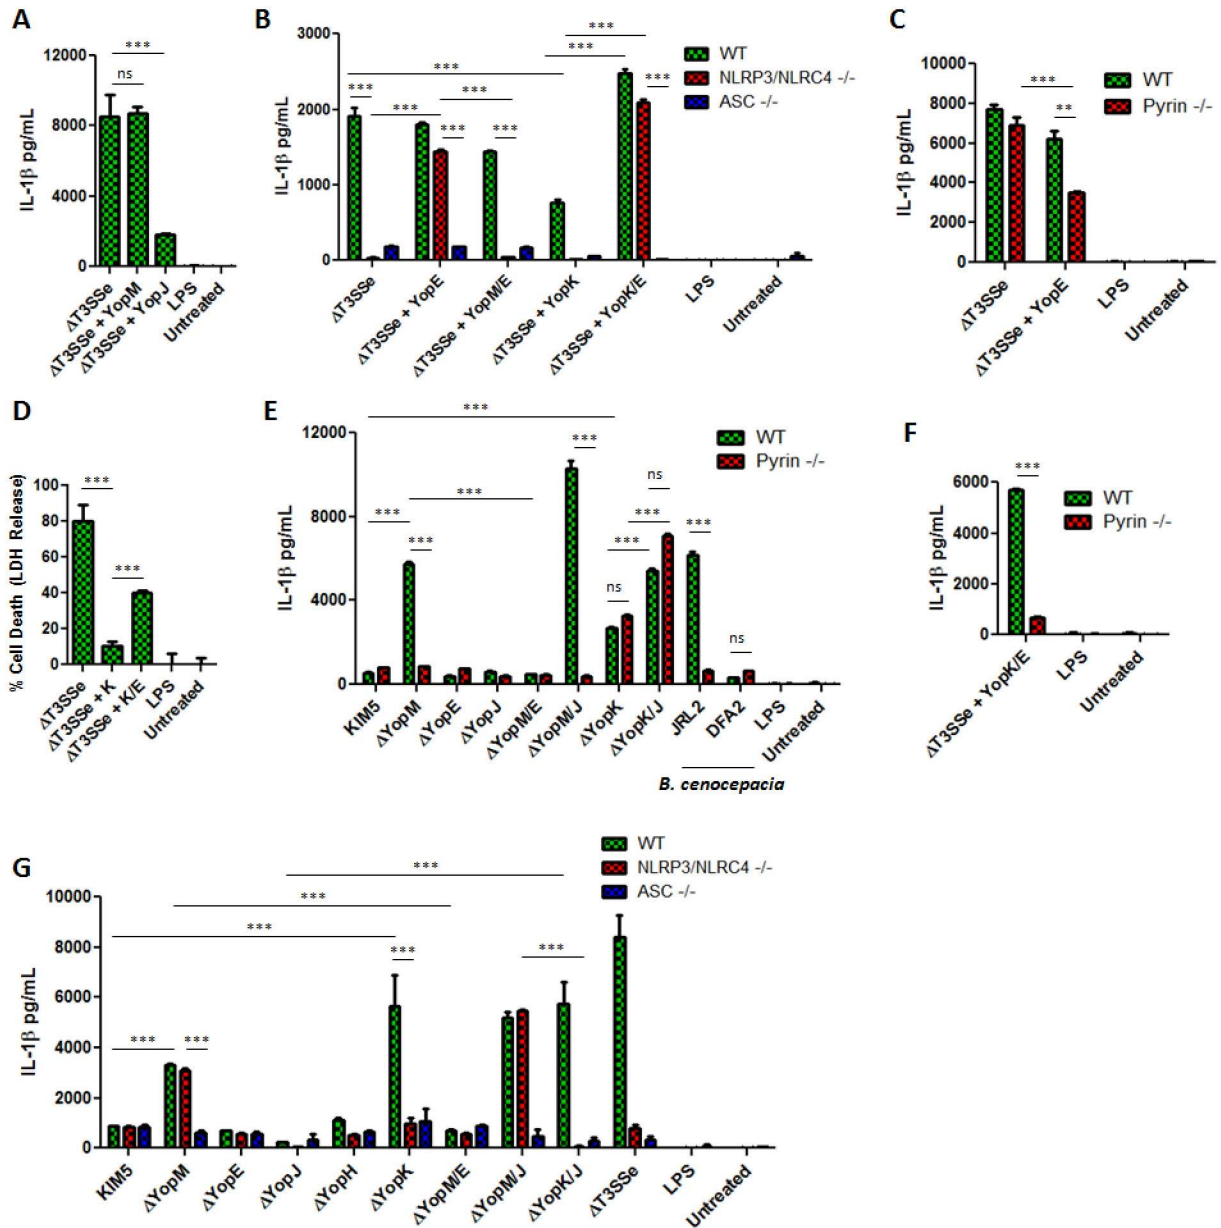 A
IL-1β pg/mL
12000
8000
4000
0
***
ns
ΔT3SSe
ΔT3SSe + YopM
ΔT3SSe + YopJ
LPS
Untreated
B
IL-1β pg/mL
3000
2000
1000
0
***
***
***
***
***
***
***
***
***
***
WT
NLRP3/NLRC4 -/-
ASC -/-
ΔT3SSe
ΔT3SSe + YopE
ΔT3SSe + YopM/E
ΔT3SSe + YopK
ΔT3SSe + YopK/E
LPS
Untreated
C
IL-1β pg/mL
10000
8000
6000
4000
2000
0
***
**
WT
Pyrin -/-
ΔT3SSe
ΔT3SSe + YopE
LPS
Untreated
D
% Cell Death (LDH Release)
100
80
60
40
20
0
***
***
ΔT3SSe
ΔT3SSe + K
ΔT3SSe + K/E
LPS
Untreated
E
IL-1β pg/mL
12000
8000
4000
0
***
***
***
***
***
ns
***
***
ns
***
ns
WT
Pyrin -/-
KIM5
ΔYopM
ΔYopE
ΔYopJ
ΔYopM/E
ΔYopM/J
ΔYopK
ΔYopK/J
JRL2
DFA2
LPS
Untreated
B. cenocepacia
F
IL-1β pg/mL
6000
4000
2000
0
***
WT
Pyrin -/-
ΔT3SSe + YopK/E
LPS
Untreated
G
IL-1β pg/mL
10000
8000
6000
4000
2000
0
***
***
***
***
***
***
***
WT
NLRP3/NLRC4 -/-
ASC -/-
KIM5
ΔYopM
ΔYopE
ΔYopJ
ΔYopH
ΔYopK
ΔYopM/E
ΔYopM/J
ΔYopK/J
ΔT3SSe
LPS
Untreated